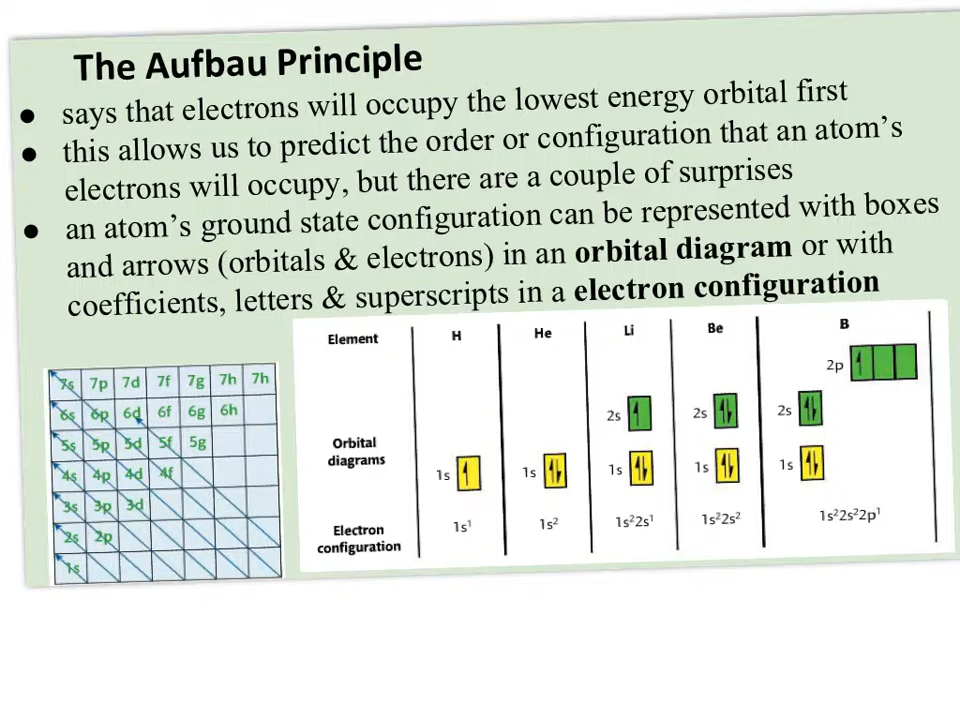 The Aufbau Principle
● says that electrons will occupy the lowest energy orbital first
● this allows us to predict the order or configuration that an atom's
electrons will occupy, but there are a couple of surprises
● an atom's ground state configuration can be represented with boxes
and arrows (orbitals & electrons) in an orbital diagram or with
coefficients, letters & superscripts in a electron configuration
7s 7p 7d 7f 7g 7h 7h
6s 6p 6d 6f 6g 6h
5s 5p 5d 5f 5g
4s 4p 4d 4f
3s 3p 3d
2s 2p
1s
Element H He Li Be B
2p
2s 2s 2s
Orbital
diagrams
1s 1s 1s 1s 1s
Electron
configuration
1s¹ 1s² 1s²2s¹ 1s²2s² 1s²2s²2p¹